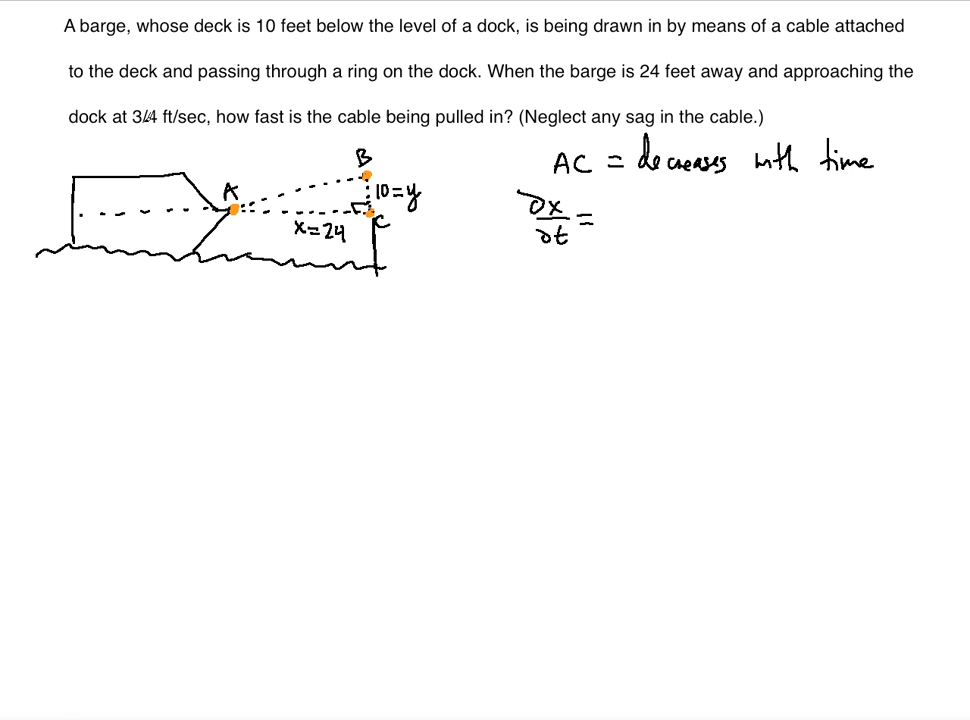 A barge, whose deck is 10 feet below the level of a dock, is being drawn in by means of a cable attached
to the deck and passing through a ring on the dock. When the barge is 24 feet away and approaching the
dock at 3/4 ft/sec, how fast is the cable being pulled in? (Neglect any sag in the cable.)
B
AC = decreases with time
A
10=y
C
x=24
∂x/∂t =